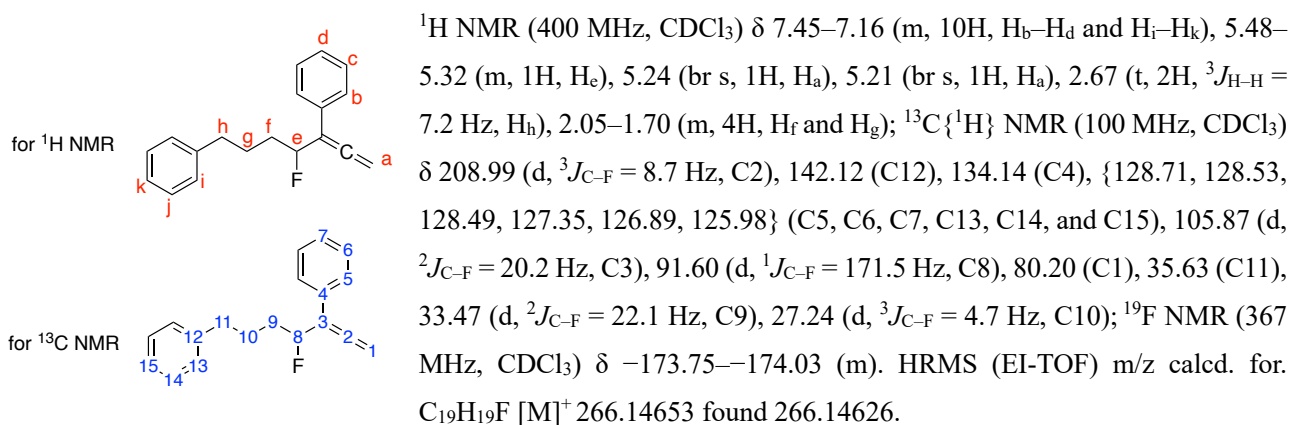 ¹H NMR (400 MHz, CDCl₃) δ 7.45–7.16 (m, 10H, H_b–H_d and H_i–H_k), 5.48–
5.32 (m, 1H, H_e), 5.24 (br s, 1H, H_a), 5.21 (br s, 1H, H_a), 2.67 (t, 2H, ³J_H–H =
7.2 Hz, H_h), 2.05–1.70 (m, 4H, H_f and H_g); ¹³C{¹H} NMR (100 MHz, CDCl₃)
δ 208.99 (d, ³J_C–F = 8.7 Hz, C2), 142.12 (C12), 134.14 (C4), {128.71, 128.53,
128.49, 127.35, 126.89, 125.98} (C5, C6, C7, C13, C14, and C15), 105.87 (d,
²J_C–F = 20.2 Hz, C3), 91.60 (d, ¹J_C–F = 171.5 Hz, C8), 80.20 (C1), 35.63 (C11),
33.47 (d, ²J_C–F = 22.1 Hz, C9), 27.24 (d, ³J_C–F = 4.7 Hz, C10); ¹⁹F NMR (367
MHz, CDCl₃) δ −173.75–−174.03 (m). HRMS (EI-TOF) m/z calcd. for.
C₁₉H₁₉F [M]⁺ 266.14653 found 266.14626.
for ¹H NMR
d
c
b
f
h
g
e
a
C
F
k
i
j
for ¹³C NMR
7
6
5
4
11
9
3
12
10
8
2
1
F
15
13
14